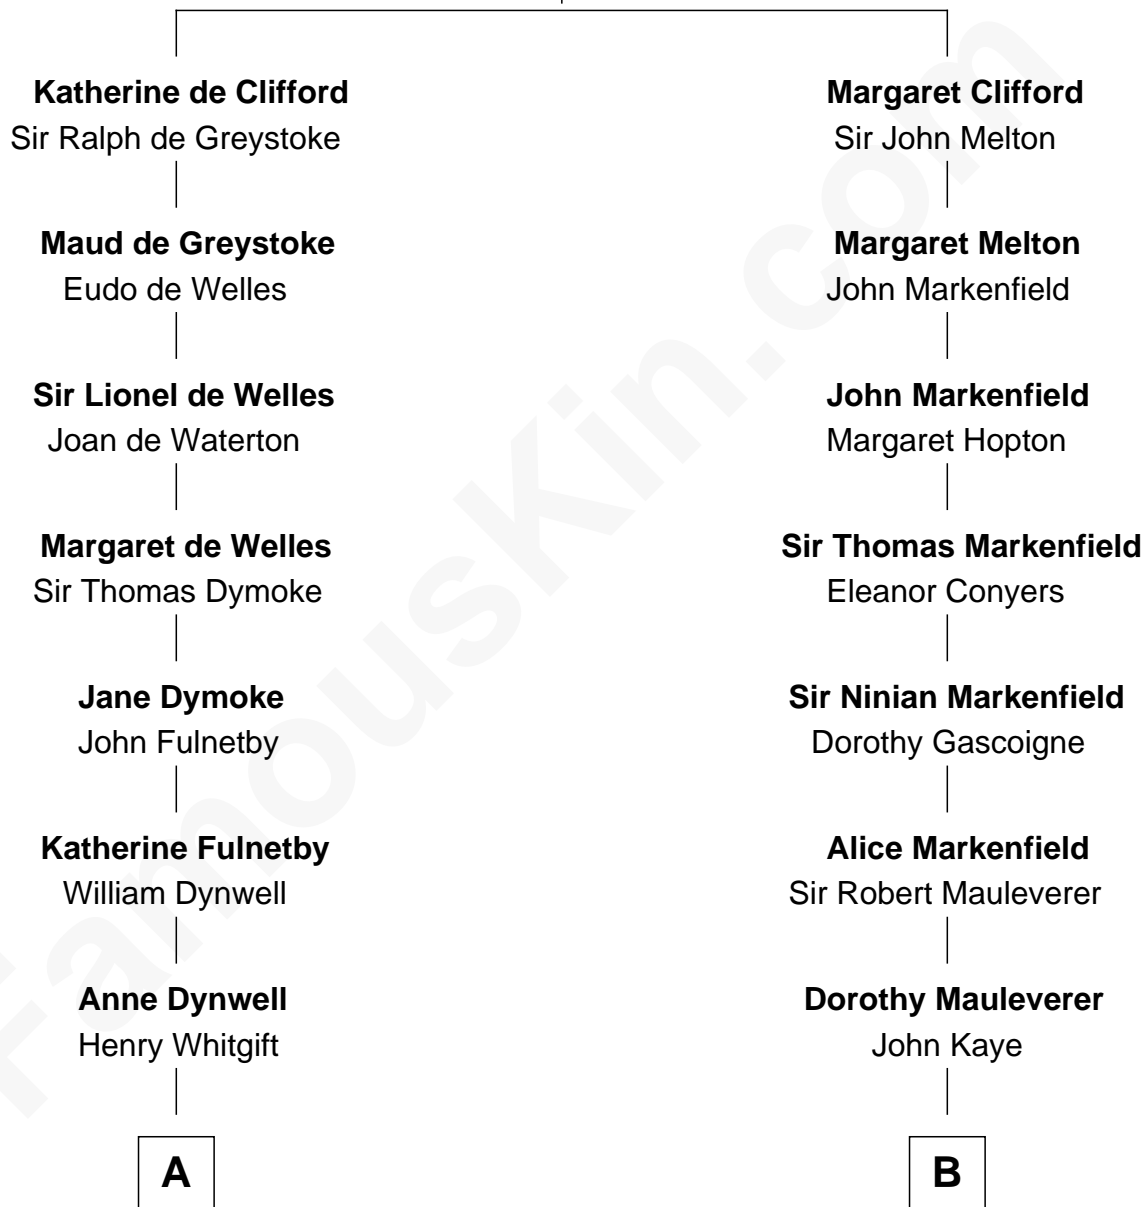 Katherine de Clifford
Sir Ralph de Greystoke
Maud de Greystoke
Eudo de Welles
Sir Lionel de Welles
Joan de Waterton
Margaret de Welles
Sir Thomas Dymoke
Jane Dymoke
John Fulnetby
Katherine Fulnetby
William Dynwell
Anne Dynwell
Henry Whitgift
A
Margaret Clifford
Sir John Melton
Margaret Melton
John Markenfield
John Markenfield
Margaret Hopton
Sir Thomas Markenfield
Eleanor Conyers
Sir Ninian Markenfield
Dorothy Gascoigne
Alice Markenfield
Sir Robert Mauleverer
Dorothy Mauleverer
John Kaye
B
FamousKin.com